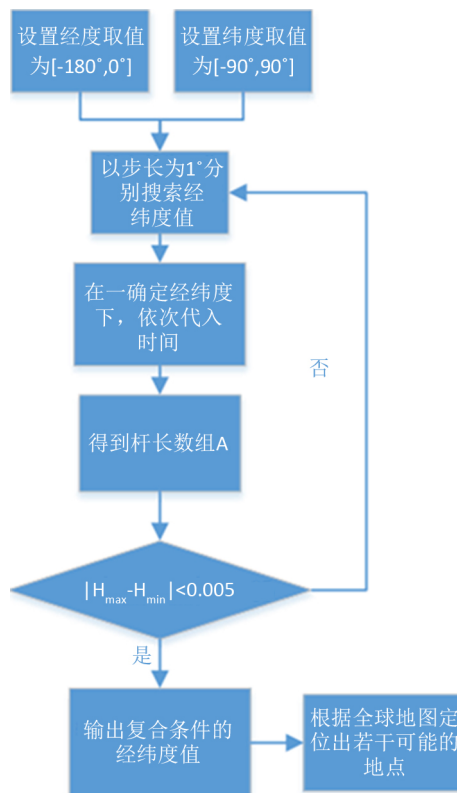 设置经度取值
为[-180°,0°]
设置纬度取值
为[-90°,90°]
以步长为1°分
别搜索经
纬度值
在一确定经纬度
下，依次代入
时间
否
得到杆长数组A
|Hmax-Hmin|<0.005
是
输出复合条件的
经纬度值
根据全球地图定
位出若干可能的
地点